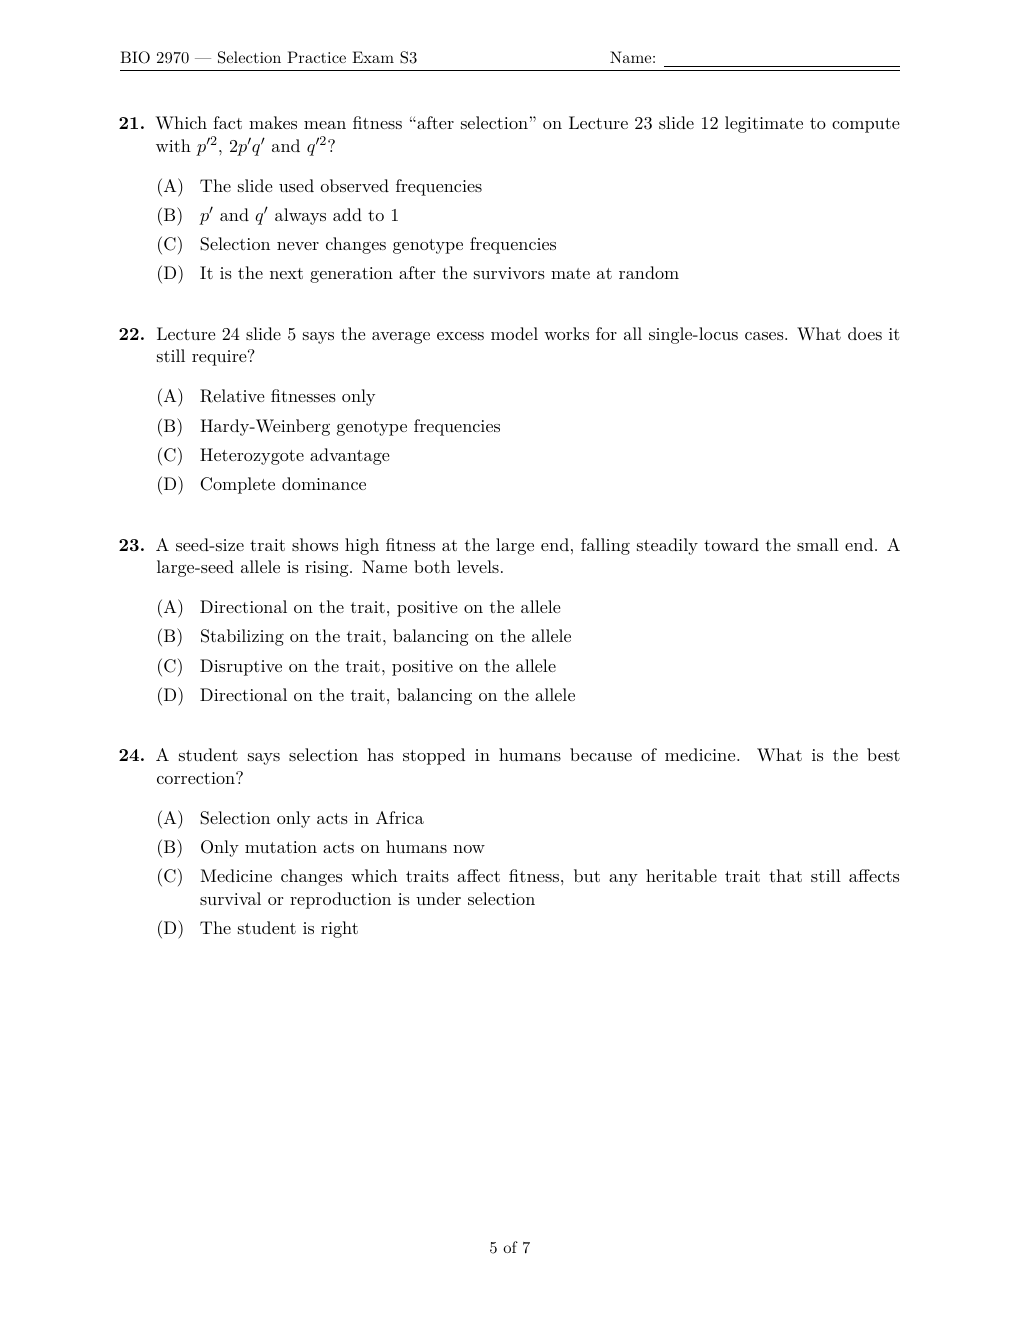 BIO 2970 — Selection Practice Exam S3 Name:
21. Which fact makes mean fitness “after selection” on Lecture 23 slide 12 legitimate to compute
with p′², 2p′q′ and q′²?
(A) The slide used observed frequencies
(B) p′ and q′ always add to 1
(C) Selection never changes genotype frequencies
(D) It is the next generation after the survivors mate at random
22. Lecture 24 slide 5 says the average excess model works for all single-locus cases. What does it
still require?
(A) Relative fitnesses only
(B) Hardy-Weinberg genotype frequencies
(C) Heterozygote advantage
(D) Complete dominance
23. A seed-size trait shows high fitness at the large end, falling steadily toward the small end. A
large-seed allele is rising. Name both levels.
(A) Directional on the trait, positive on the allele
(B) Stabilizing on the trait, balancing on the allele
(C) Disruptive on the trait, positive on the allele
(D) Directional on the trait, balancing on the allele
24. A student says selection has stopped in humans because of medicine. What is the best
correction?
(A) Selection only acts in Africa
(B) Only mutation acts on humans now
(C) Medicine changes which traits affect fitness, but any heritable trait that still affects
survival or reproduction is under selection
(D) The student is right
5 of 7